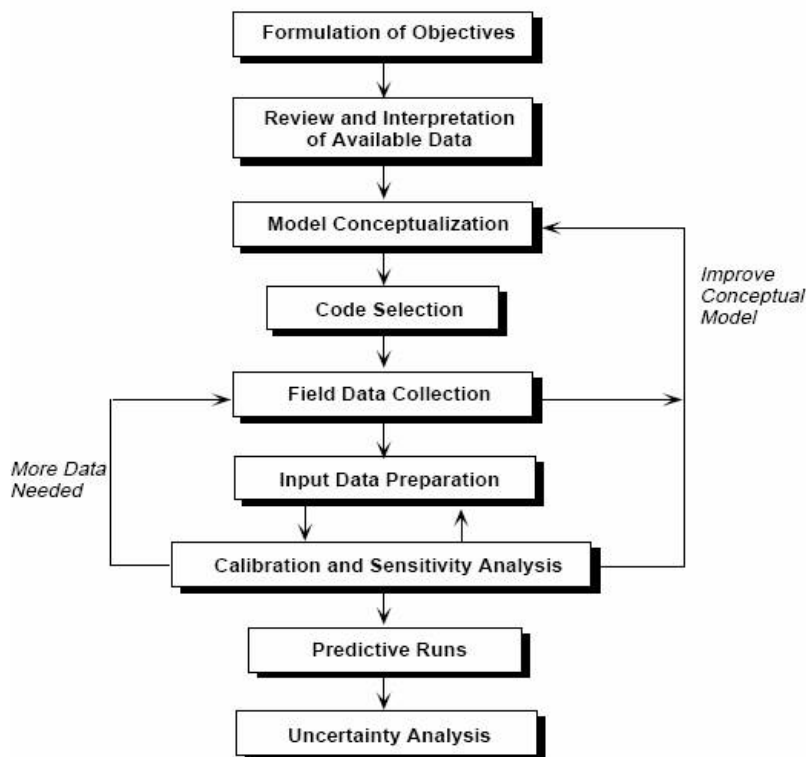 Formulation of Objectives
Review and Interpretation
of Available Data
Model Conceptualization
Improve
Conceptual
Model
Code Selection
Field Data Collection
More Data
Needed
Input Data Preparation
Calibration and Sensitivity Analysis
Predictive Runs
Uncertainty Analysis